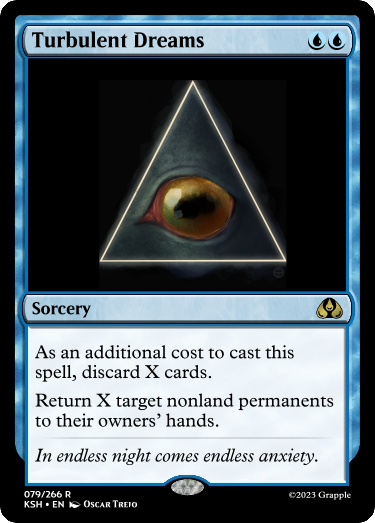 Turbulent Dreams
Sorcery
As an additional cost to cast this
spell, discard X cards.
Return X target nonland permanents
to their owners’ hands.
In endless night comes endless anxiety.
079/266 R
KSH • EN Oscar Trejo
©2023 Grapple